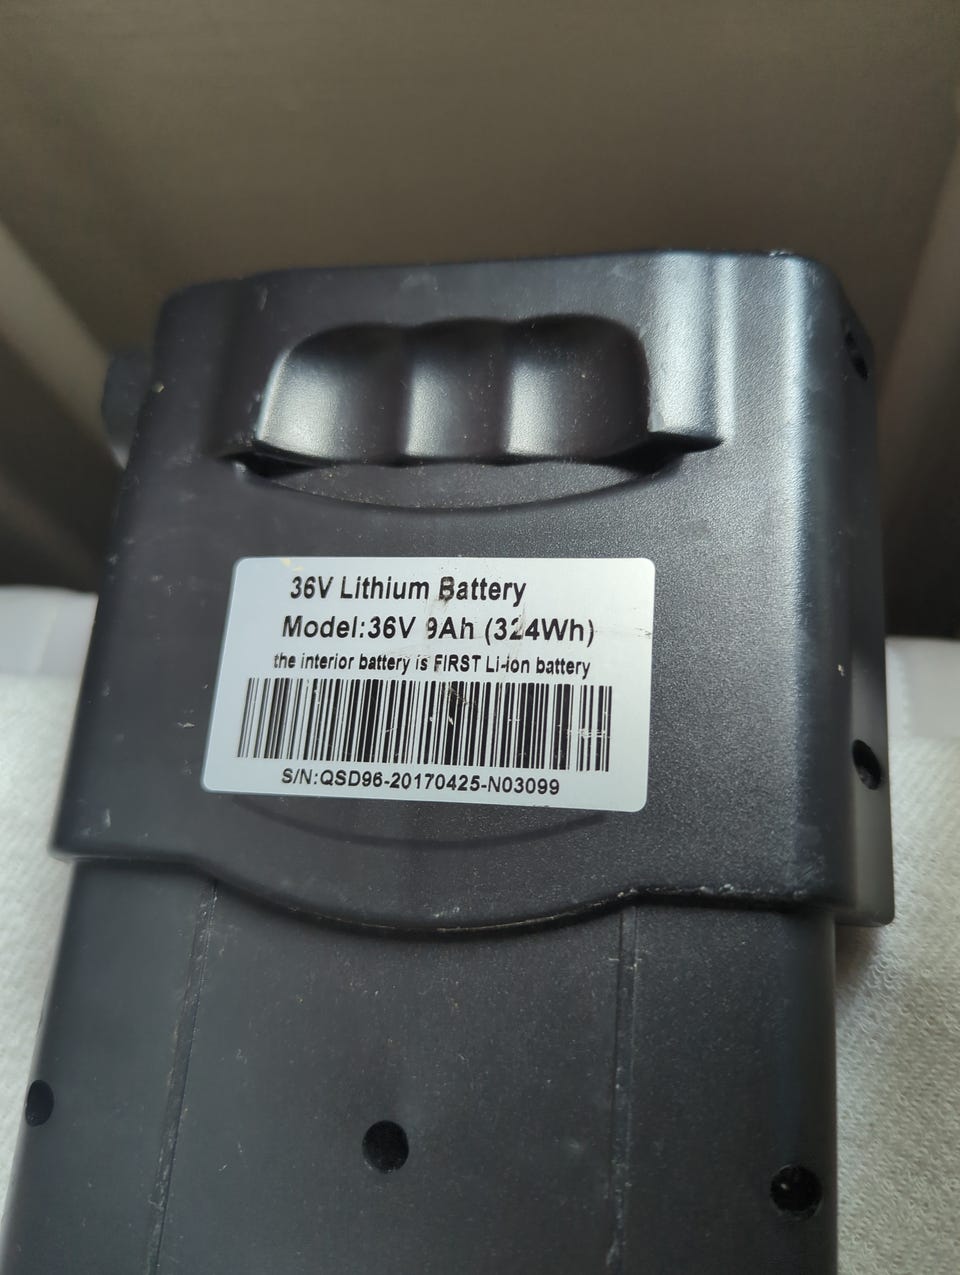 36V Lithium Battery
Model:36V 9Ah (324Wh)
the interior battery is FIRST Li-ion battery
S/N:QSD96-20170425-N03099